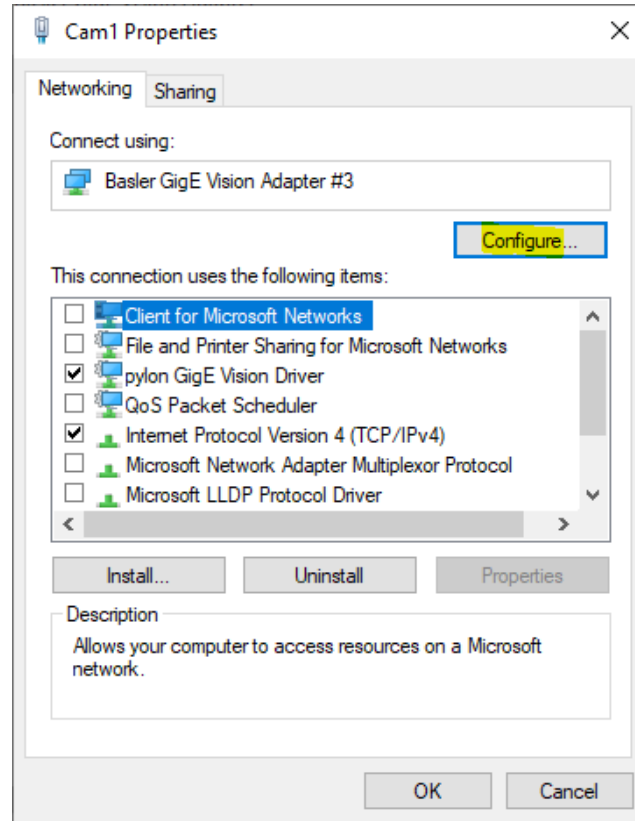 Cam1 Properties
Networking
Sharing
Connect using:
Basler GigE Vision Adapter #3
Configure...
This connection uses the following items:
Client for Microsoft Networks
File and Printer Sharing for Microsoft Networks
pylon GigE Vision Driver
QoS Packet Scheduler
Internet Protocol Version 4 (TCP/IPv4)
Microsoft Network Adapter Multiplexor Protocol
Microsoft LLDP Protocol Driver
Install...
Uninstall
Properties
Description
Allows your computer to access resources on a Microsoft
network.
OK
Cancel